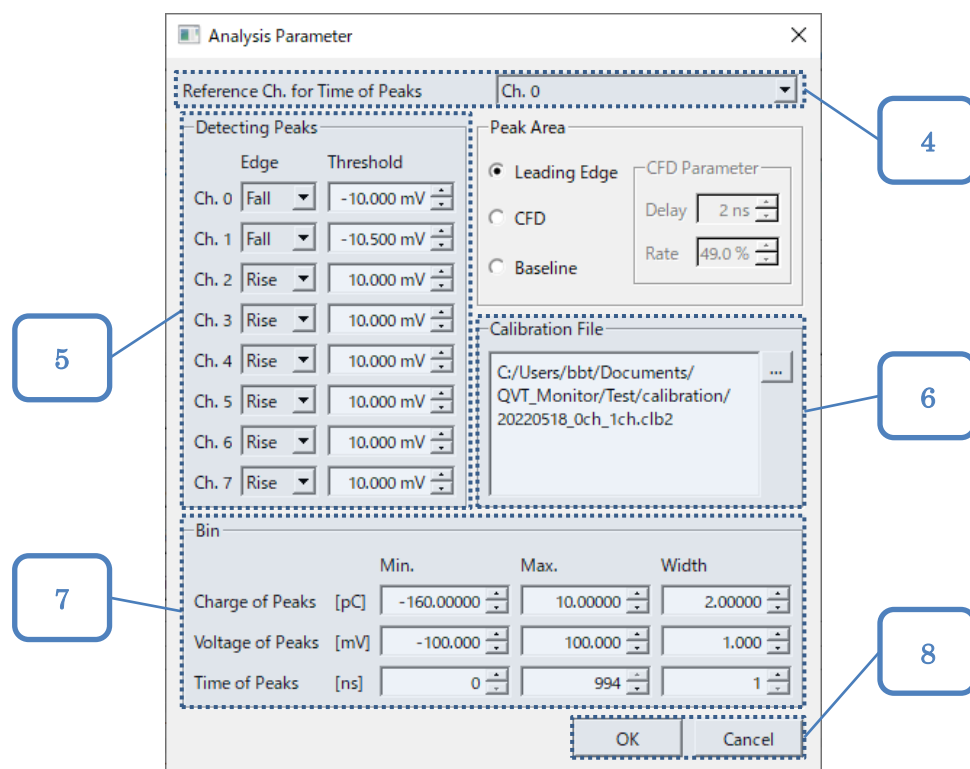 Analysis Parameter
Reference Ch. for Time of Peaks Ch. 0
4
Detecting Peaks
Edge Threshold
Ch. 0 Fall -10.000 mV
Ch. 1 Fall -10.500 mV
Ch. 2 Rise 10.000 mV
Ch. 3 Rise 10.000 mV
Ch. 4 Rise 10.000 mV
Ch. 5 Rise 10.000 mV
Ch. 6 Rise 10.000 mV
Ch. 7 Rise 10.000 mV
5
Peak Area
Leading Edge
CFD
Baseline
CFD Parameter
Delay 2 ns
Rate 49.0 %
Calibration File
C:/Users/bbt/Documents/
QVT_Monitor/Test/calibration/
20220518_0ch_1ch.clb2
...
6
Bin
Min. Max. Width
Charge of Peaks [pC] -160.00000 10.00000 2.00000
Voltage of Peaks [mV] -100.000 100.000 1.000
Time of Peaks [ns] 0 994 1
7
OK Cancel
8